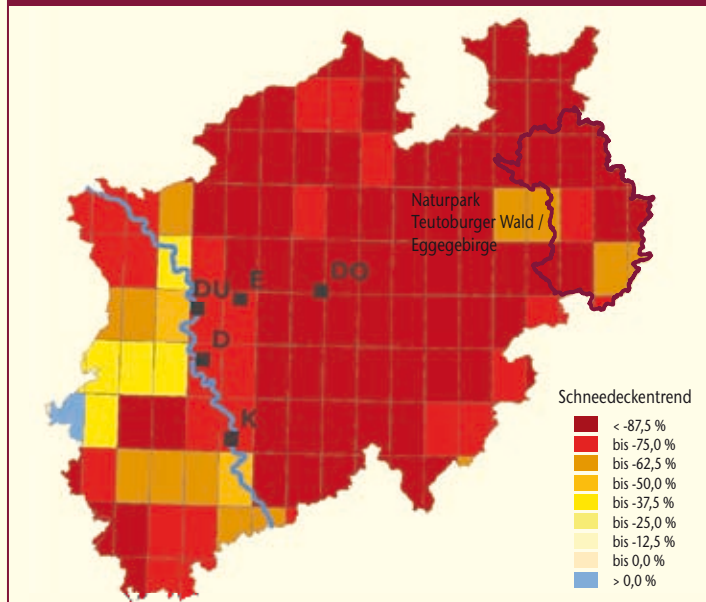 Naturpark
Teutoburger Wald /
Eggegebirge
DU
E
DO
D
K
Schneedeckentrend
< -87,5 %
bis -75,0 %
bis -62,5 %
bis -50,0 %
bis -37,5 %
bis -25,0 %
bis -12,5 %
bis 0,0 %
> 0,0 %